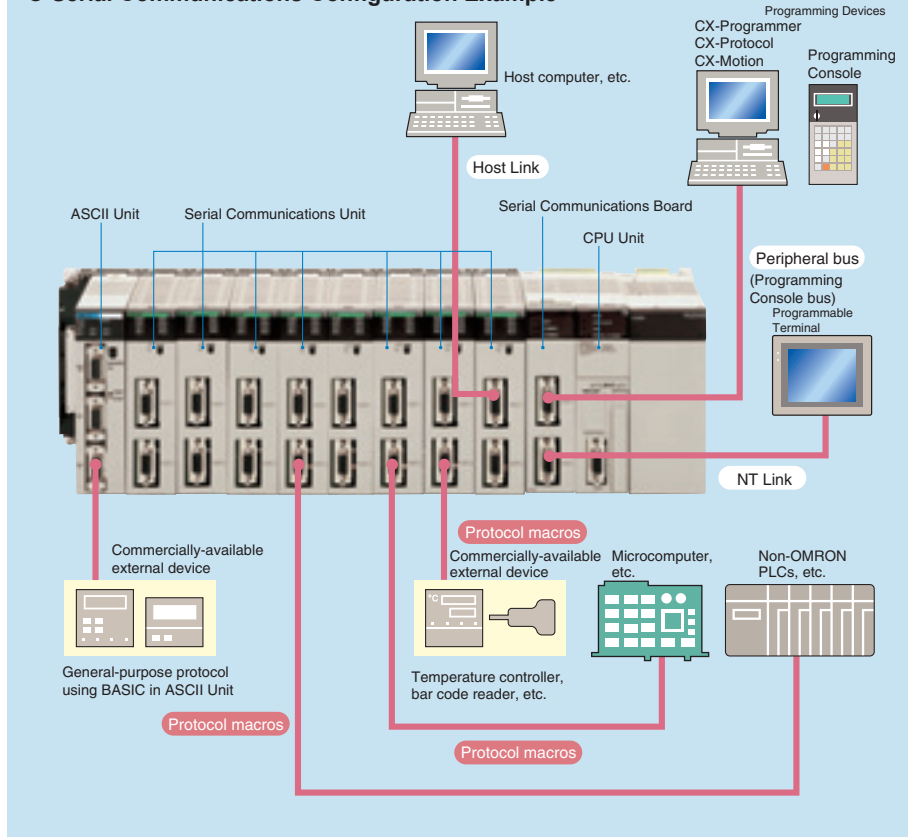 Serial Communications Configuration Example
Programming Devices
CX-Programmer
CX-Protocol
CX-Motion
Programming
Console
Host computer, etc.
Host Link
ASCII Unit
Serial Communications Unit
Serial Communications Board
CPU Unit
Peripheral bus
(Programming
Console bus)
Programmable
Terminal
NT Link
Protocol macros
Commercially-available
external device
Commercially-available
external device
Microcomputer,
etc.
Non-OMRON
PLCs, etc.
°C
General-purpose protocol
using BASIC in ASCII Unit
Temperature controller,
bar code reader, etc.
Protocol macros
Protocol macros